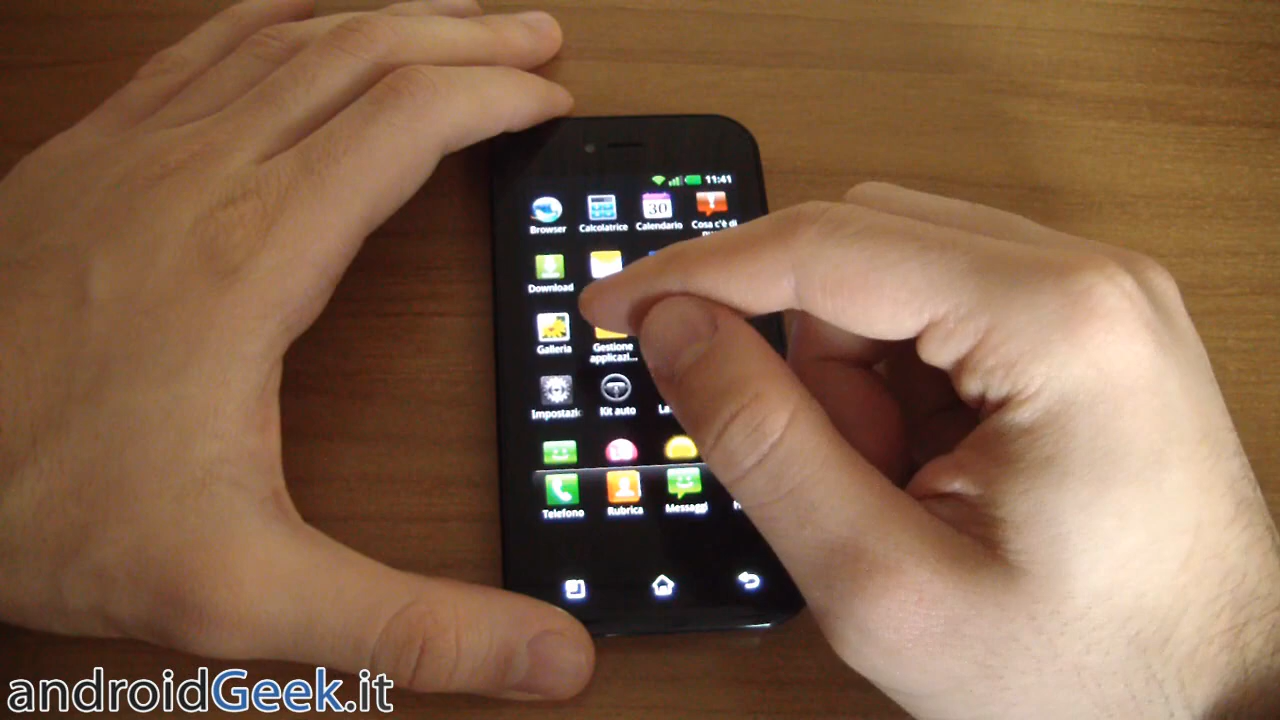 11:41
Browser Calcolatrice Calendario Cosa c'è di
Download
Galleria Gestione
applicazi...
30
Impostazi Kit auto La
Telefono Rubrica Messaggi
androidGeek.it